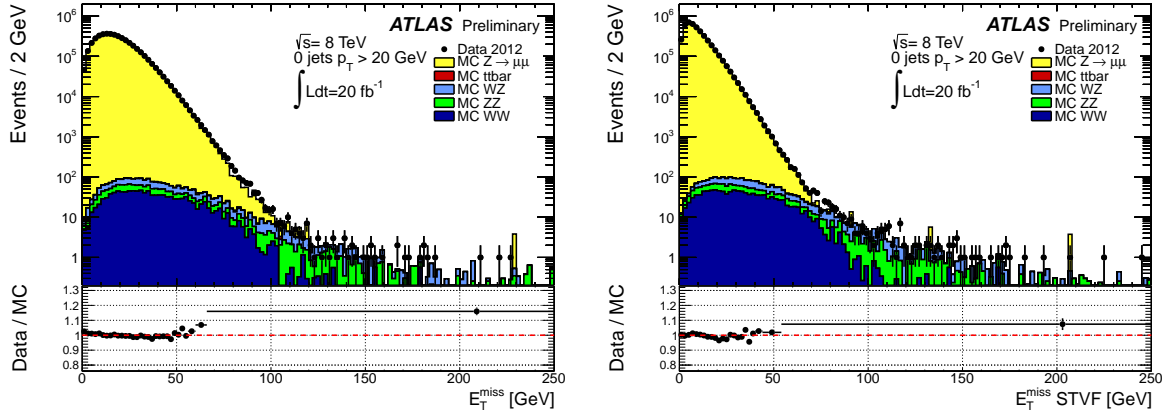 ATLAS Preliminary
√s= 8 TeV
0 jets p_T > 20 GeV
∫ Ldt=20 fb⁻¹
Data 2012
MC Z→μμ
MC ttbar
MC WZ
MC ZZ
MC WW
Events / 2 GeV
10⁶
10⁵
10⁴
10³
10²
10
1
Data / MC
1.3
1.2
1.1
1
0.9
0.8
0 50 100 150 200 250
E_T^miss [GeV]
ATLAS Preliminary
√s= 8 TeV
0 jets p_T > 20 GeV
∫ Ldt=20 fb⁻¹
Data 2012
MC Z→μμ
MC ttbar
MC WZ
MC ZZ
MC WW
Events / 2 GeV
10⁶
10⁵
10⁴
10³
10²
10
1
Data / MC
1.3
1.2
1.1
1
0.9
0.8
0 50 100 150 200 250
E_T^miss STVF [GeV]